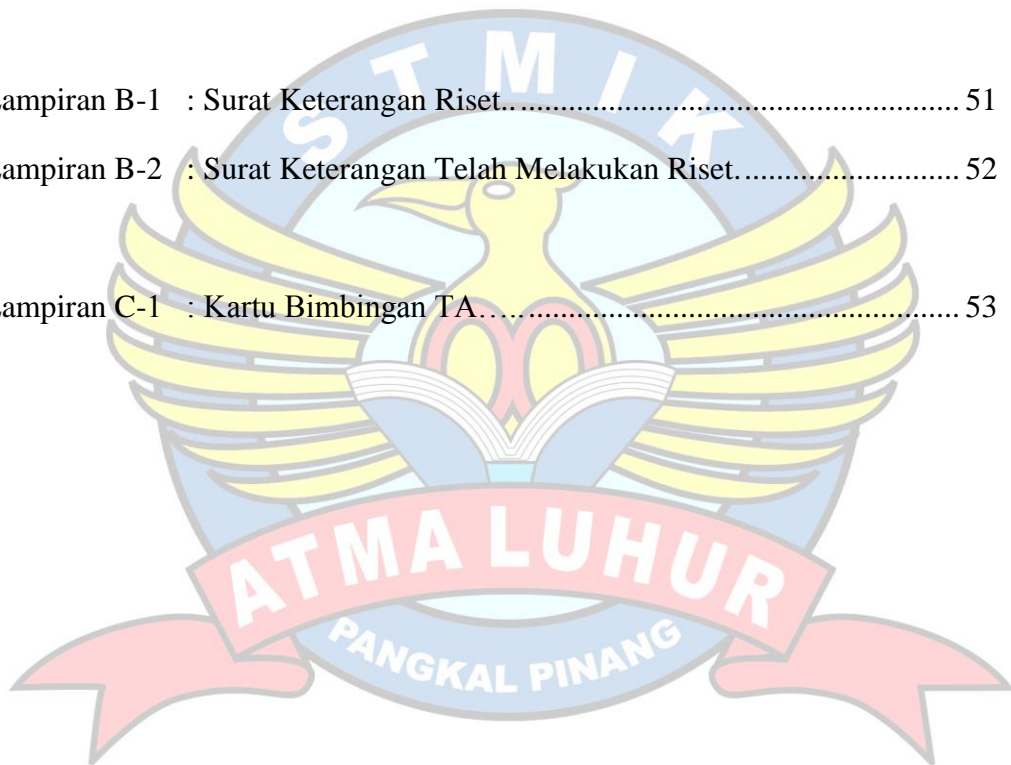 STMIK
ampiran B-1 : Surat Keterangan Riset.......................................................... 51
ampiran B-2 : Surat Keterangan Telah Melakukan Riset............................ 52
ampiran C-1 : Kartu Bimbingan TA.............................................................. 53
ATMA LUHUR
PANGKAL PINANG